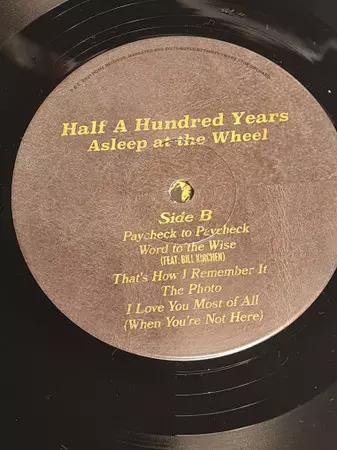 Half A Hundred Years
Asleep at the Wheel
Side B
Paycheck to Paycheck
Word to the Wise
(FEAT. BILL KIRCHEN)
That's How I Remember It
The Photo
I Love You Most of All
(When You're Not Here)